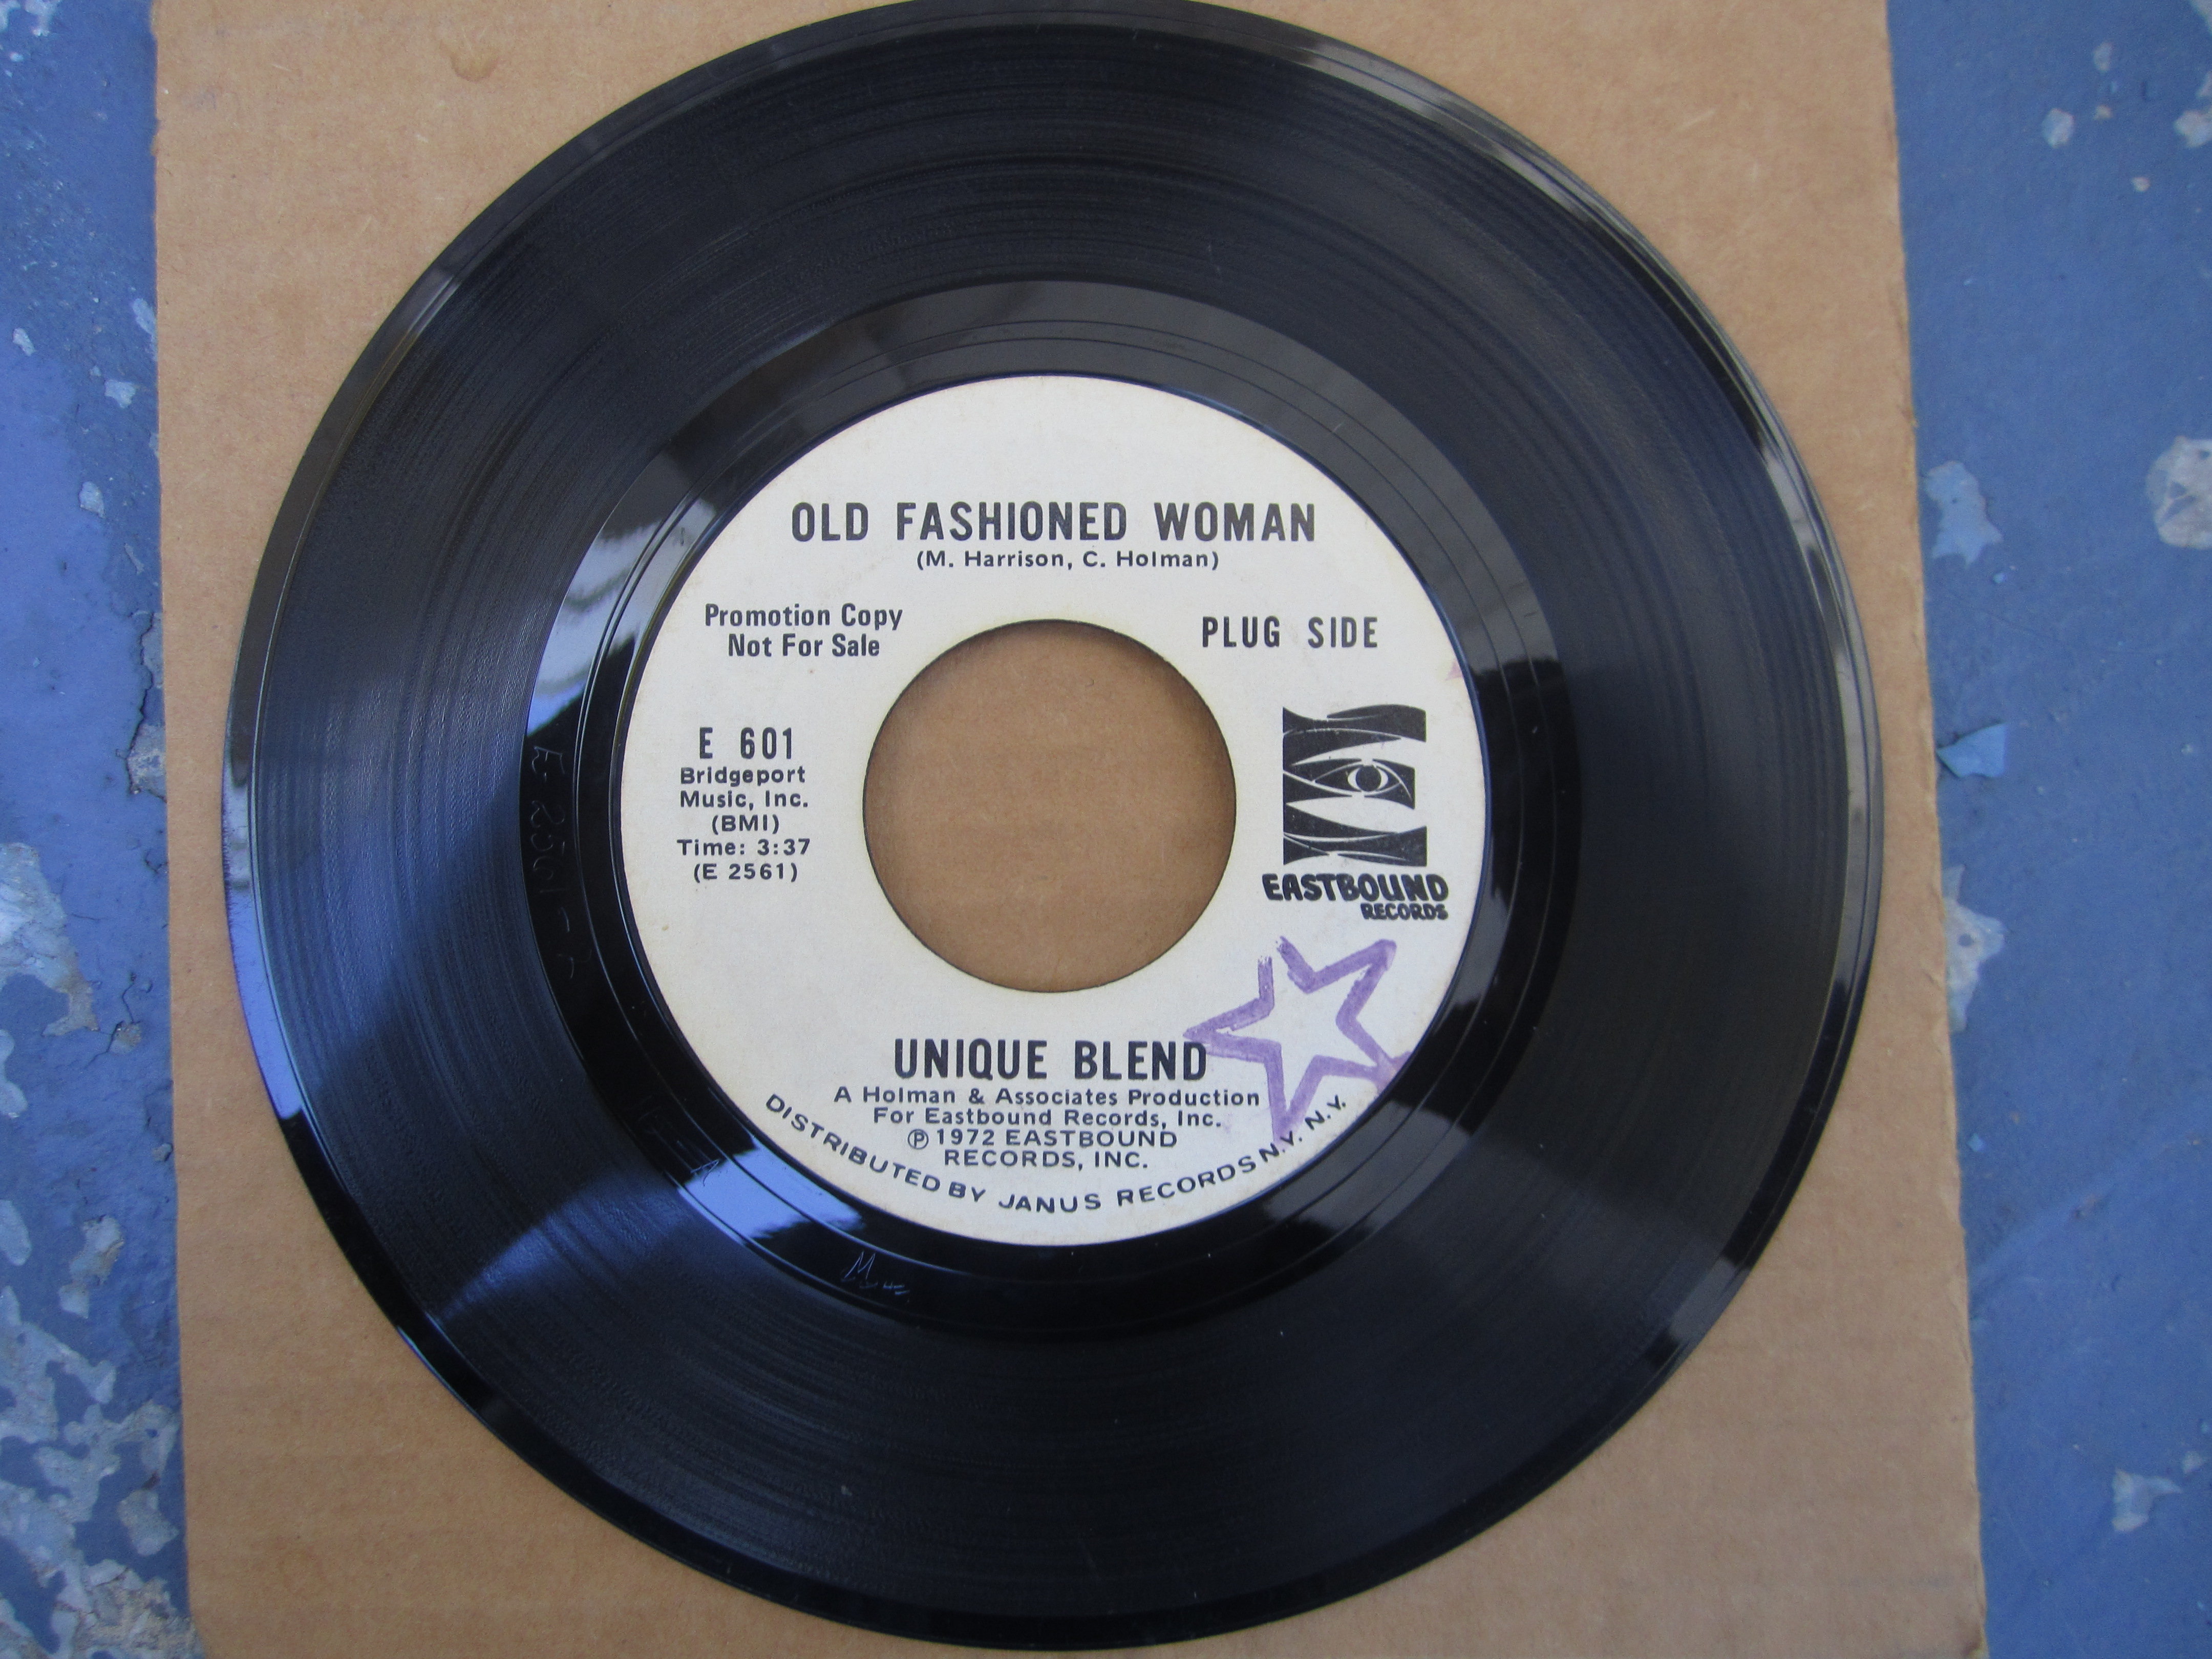 OLD FASHIONED WOMAN
(M. Harrison, C. Holman)
Promotion Copy
Not For Sale
PLUG SIDE
E 601
Bridgeport
Music, Inc.
(BMI)
Time: 3:37
(E 2561)
EASTBOUND
RECORDS
UNIQUE BLEND
A Holman & Associates Production
For Eastbound Records, Inc.
℗ 1972 EASTBOUND
RECORDS, INC.
DISTRIBUTED BY JANUS RECORDS N.Y. N.Y.
E-2561-2